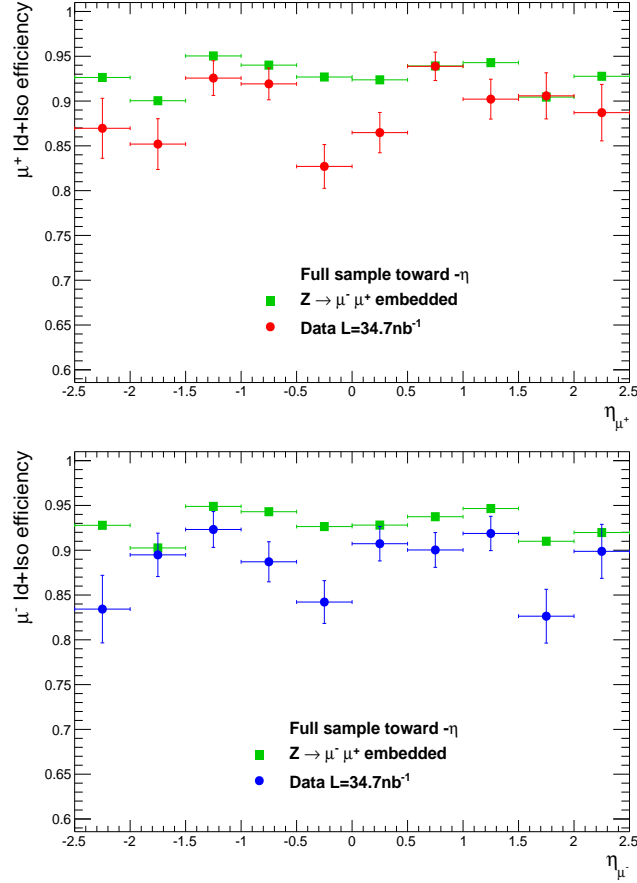 μ⁺ Id+Iso efficiency
1
0.95
0.9
0.85
0.8
0.75
0.7
0.65
0.6
Full sample toward -η
Z → μ⁻ μ⁺ embedded
Data L=34.7nb⁻¹
-2.5 -2 -1.5 -1 -0.5 0 0.5 1 1.5 2 2.5
η_μ⁺
μ⁻ Id+Iso efficiency
1
0.95
0.9
0.85
0.8
0.75
0.7
0.65
0.6
Full sample toward -η
Z → μ⁻ μ⁺ embedded
Data L=34.7nb⁻¹
-2.5 -2 -1.5 -1 -0.5 0 0.5 1 1.5 2 2.5
η_μ⁻